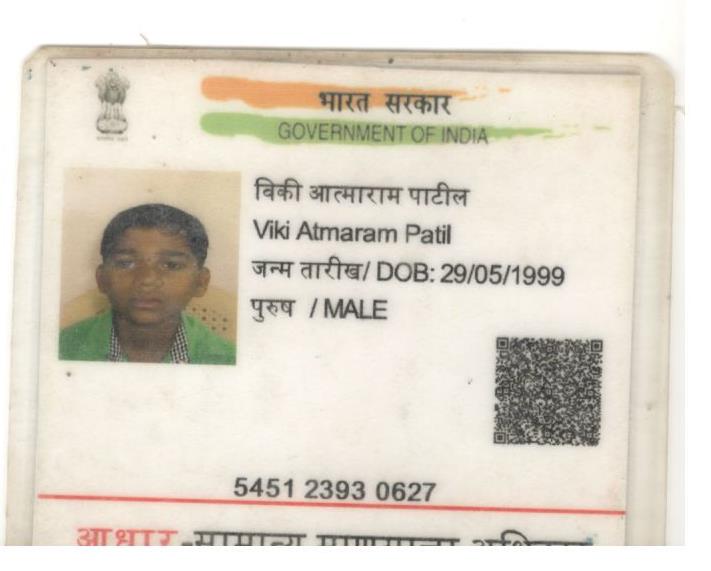 भारत सरकार
GOVERNMENT OF INDIA
विकी आत्माराम पाटील
Viki Atmaram Patil
जन्म तारीख/ DOB: 29/05/1999
पुरुष / MALE
5451 2393 0627
आधार-सामान्य